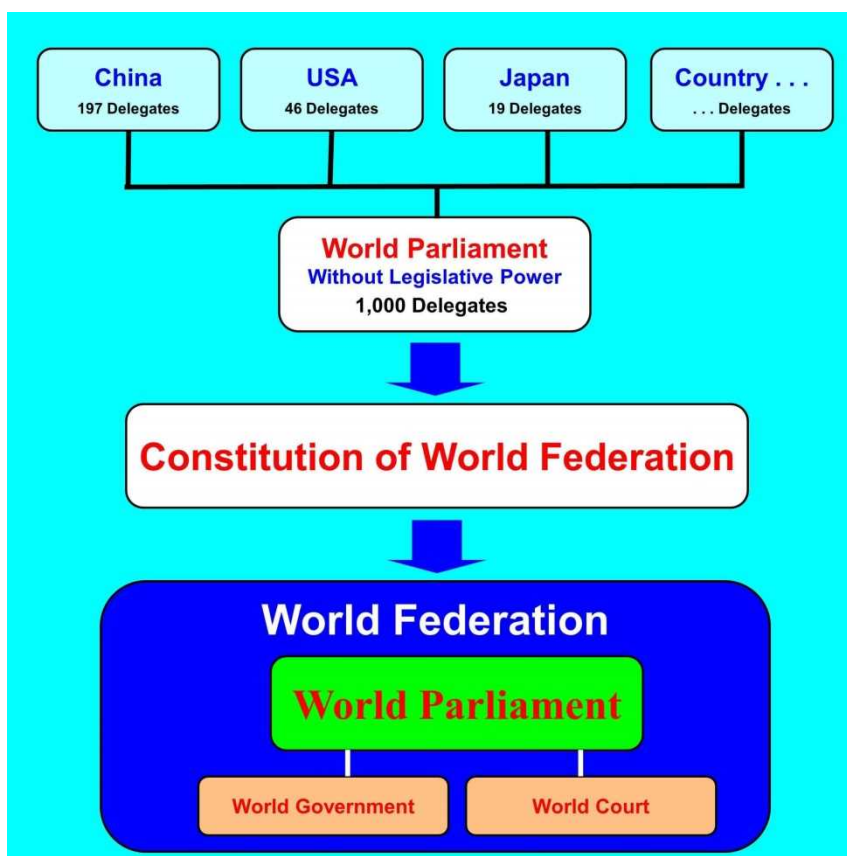 China
197 Delegates
USA
46 Delegates
Japan
19 Delegates
Country . . .
. . . Delegates
World Parliament
Without Legislative Power
1,000 Delegates
Constitution of World Federation
World Federation
World Parliament
World Government
World Court